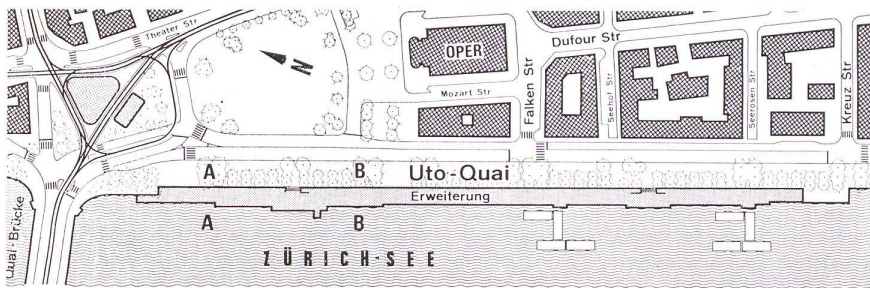 Theater Str
N
OPER
Dufour Str
Mozart Str
Falken Str
Seehof Str
Seerosen Str
Kreuz Str
A
B
Uto-Quai
Erweiterung
A
B
Quai-Brücke
ZÜRICH-SEE